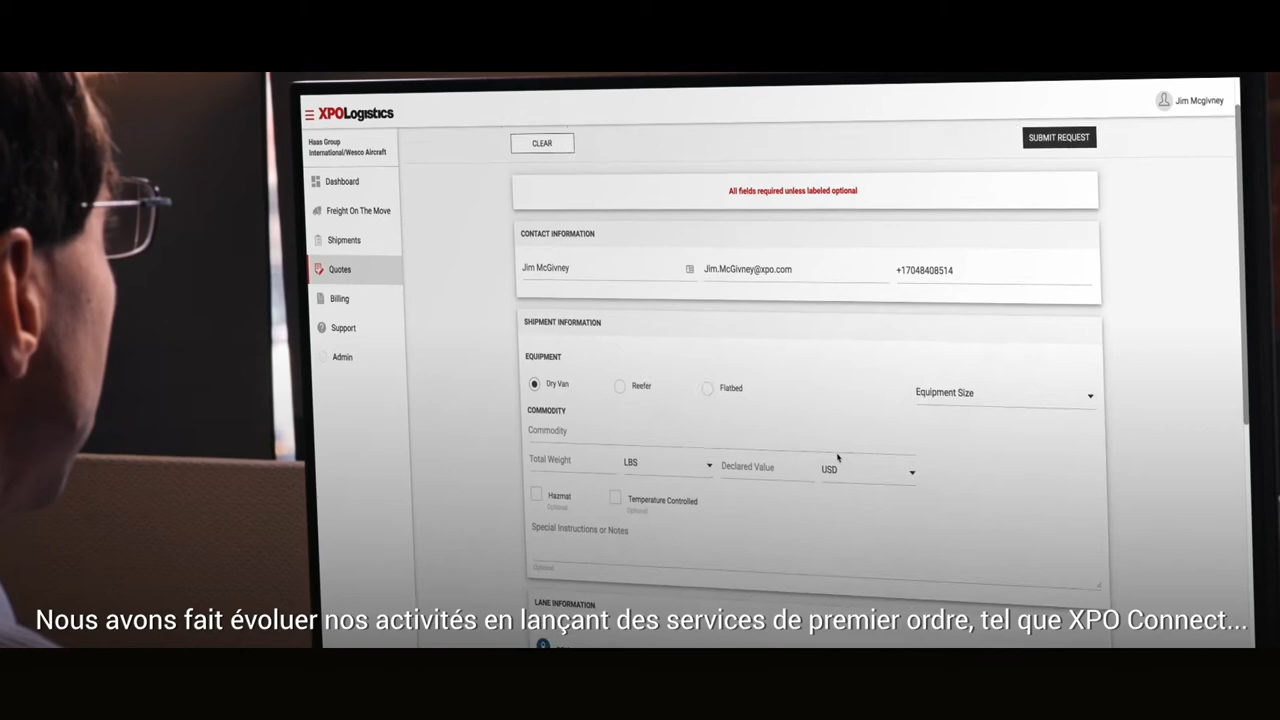 XPOLogistics
Jim Mcgivney
Haas Group
International/Wesco Aircraft
Dashboard
Freight On The Move
Shipments
Quotes
Billing
Support
Admin
CLEAR
SUBMIT REQUEST
All fields required unless labeled optional
CONTACT INFORMATION
Jim McGivney
Jim.McGivney@xpo.com
+17048408514
SHIPMENT INFORMATION
EQUIPMENT
Dry Van
Reefer
Flatbed
Equipment Size
COMMODITY
Commodity
Total Weight
LBS
Declared Value
USD
Hazmat
Optional
Temperature Controlled
Optional
Special Instructions or Notes
Optional
LANE INFORMATION
Nous avons fait évoluer nos activités en lançant des services de premier ordre, tel que XPO Connect...